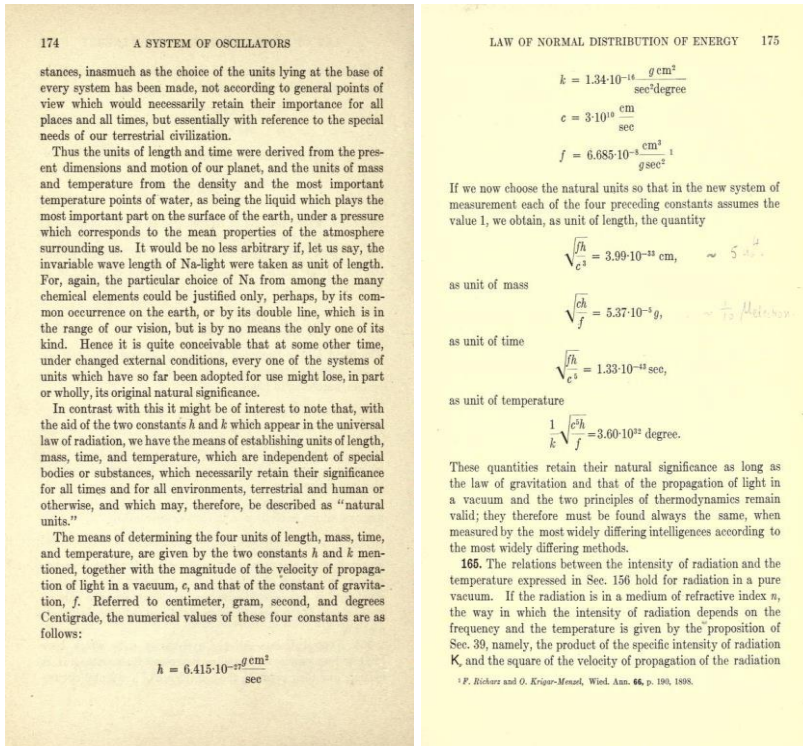 174 A SYSTEM OF OSCILLATORS
stances, inasmuch as the choice of the units lying at the base of
every system has been made, not according to general points of
view which would necessarily retain their importance for all
places and all times, but essentially with reference to the special
needs of our terrestrial civilization.
Thus the units of length and time were derived from the pres-
ent dimensions and motion of our planet, and the units of mass
and temperature from the density and the most important
temperature points of water, as being the liquid which plays the
most important part on the surface of the earth, under a pressure
which corresponds to the mean properties of the atmosphere
surrounding us. It would be no less arbitrary if, let us say, the
invariable wave length of Na-light were taken as unit of length.
For, again, the particular choice of Na from among the many
chemical elements could be justified only, perhaps, by its com-
mon occurrence on the earth, or by its double line, which is in
the range of our vision, but is by no means the only one of its
kind. Hence it is quite conceivable that at some other time,
under changed external conditions, every one of the systems of
units which have so far been adopted for use might lose, in part
or wholly, its original natural significance.
In contrast with this it might be of interest to note that, with
the aid of the two constants h and k which appear in the universal
law of radiation, we have the means of establishing units of length,
mass, time, and temperature, which are independent of special
bodies or substances, which necessarily retain their significance
for all times and for all environments, terrestrial and human or
otherwise, and which may, therefore, be described as “natural
units.”
The means of determining the four units of length, mass, time,
and temperature, are given by the two constants h and k men-
tioned, together with the magnitude of the velocity of propaga-
tion of light in a vacuum, c, and that of the constant of gravita-
tion, f. Referred to centimeter, gram, second, and degrees
Centigrade, the numerical values of these four constants are as
follows:
h = 6.415·10⁻²⁷ g cm²/sec
LAW OF NORMAL DISTRIBUTION OF ENERGY 175
k = 1.34·10⁻¹⁶ g cm²/sec²degree
c = 3·10¹⁰ cm/sec
f = 6.685·10⁻⁸ cm³/g sec² ¹
If we now choose the natural units so that in the new system of
measurement each of the four preceding constants assumes the
value 1, we obtain, as unit of length, the quantity
√(fh/c³) = 3.99·10⁻³³ cm, ~ 5
as unit of mass
√(ch/f) = 5.37·10⁻⁵ g,
as unit of time
√(fh/c⁵) = 1.33·10⁻⁴³ sec,
as unit of temperature
1/k √(c⁵h/f) = 3.60·10³² degree.
These quantities retain their natural significance as long as
the law of gravitation and that of the propagation of light in
a vacuum and the two principles of thermodynamics remain
valid; they therefore must be found always the same, when
measured by the most widely differing intelligences according to
the most widely differing methods.
165. The relations between the intensity of radiation and the
temperature expressed in Sec. 156 hold for radiation in a pure
vacuum. If the radiation is in a medium of refractive index n,
the way in which the intensity of radiation depends on the
frequency and the temperature is given by the proposition of
Sec. 39, namely, the product of the specific intensity of radiation
K, and the square of the velocity of propagation of the radiation
¹ F. Richarz and O. Krigar-Menzel, Wied. Ann. 66, p. 190, 1898.